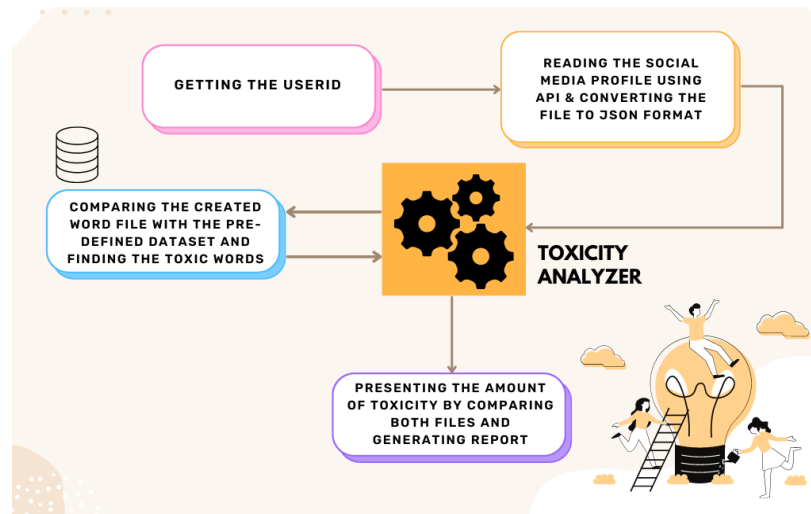 GETTING THE USERID
READING THE SOCIAL
MEDIA PROFILE USING
API & CONVERTING THE
FILE TO JSON FORMAT
COMPARING THE CREATED
WORD FILE WITH THE PRE-
DEFINED DATASET AND
FINDING THE TOXIC WORDS
TOXICITY
ANALYZER
PRESENTING THE AMOUNT
OF TOXICITY BY COMPARING
BOTH FILES AND
GENERATING REPORT